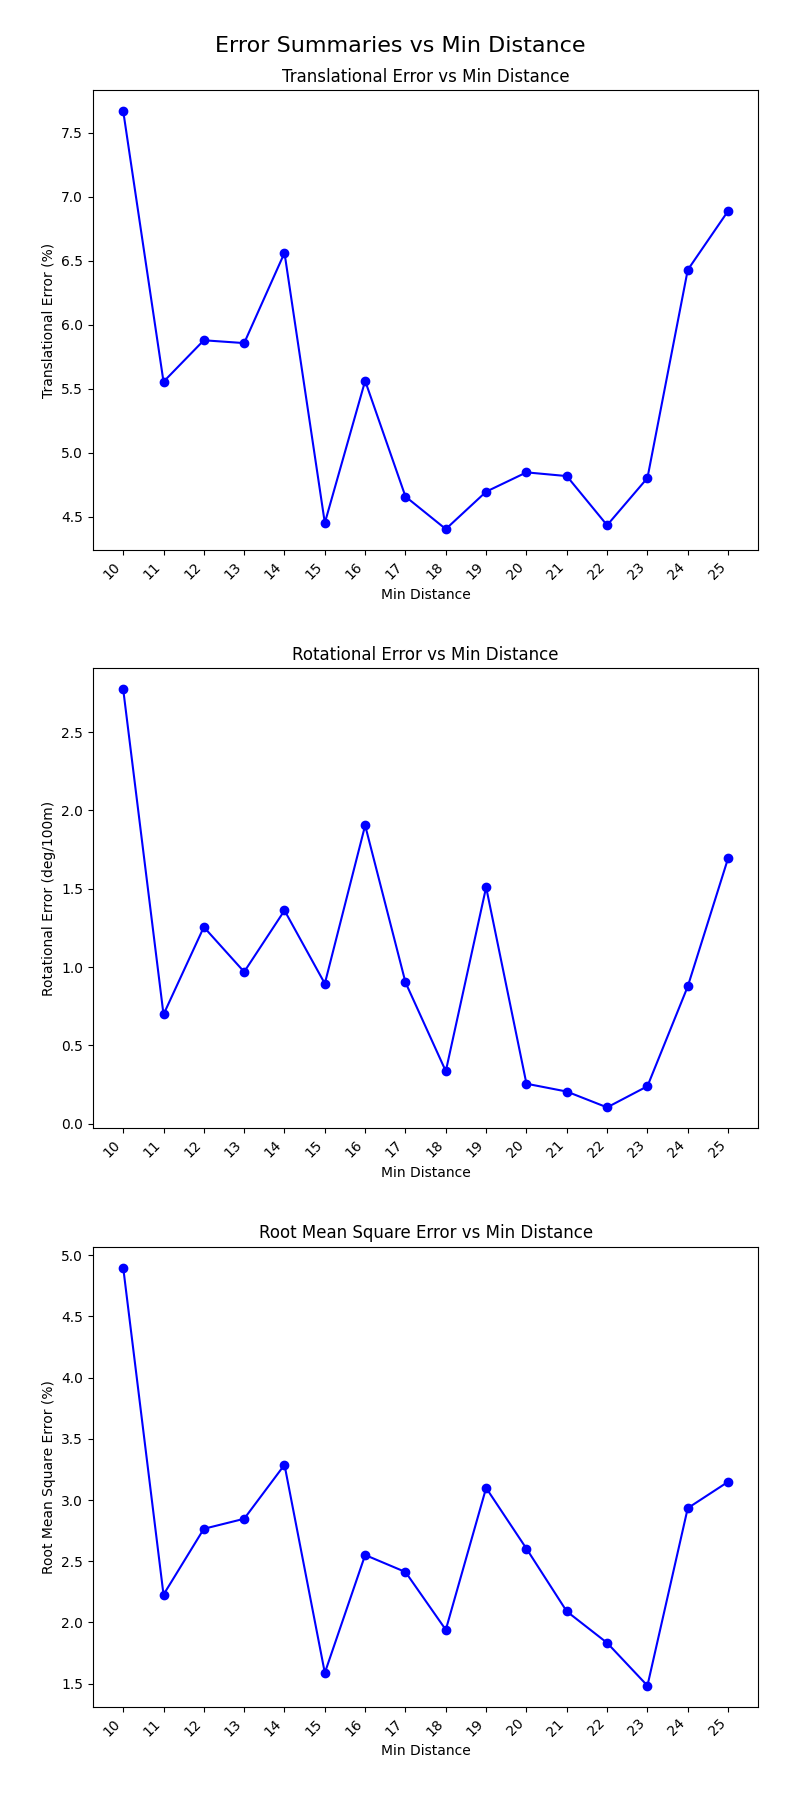 Error Summaries vs Min Distance
Translational Error vs Min Distance
7.5
7.0
6.5
6.0
5.5
5.0
4.5
Translational Error (%)
10 11 12 13 14 15 16 17 18 19 20 21 22 23 24 25
Min Distance
Rotational Error vs Min Distance
2.5
2.0
1.5
1.0
0.5
0.0
Rotational Error (deg/100m)
10 11 12 13 14 15 16 17 18 19 20 21 22 23 24 25
Min Distance
Root Mean Square Error vs Min Distance
5.0
4.5
4.0
3.5
3.0
2.5
2.0
1.5
Root Mean Square Error (%)
10 11 12 13 14 15 16 17 18 19 20 21 22 23 24 25
Min Distance